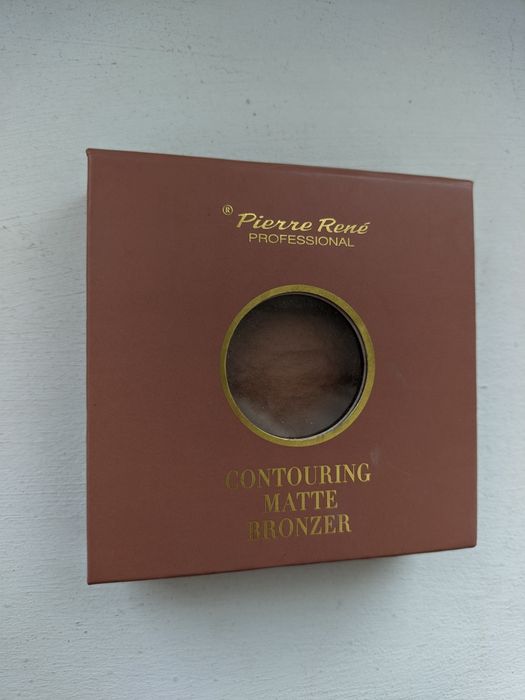 ® Pierre René
PROFESSIONAL
CONTOURING
MATTE
BRONZER